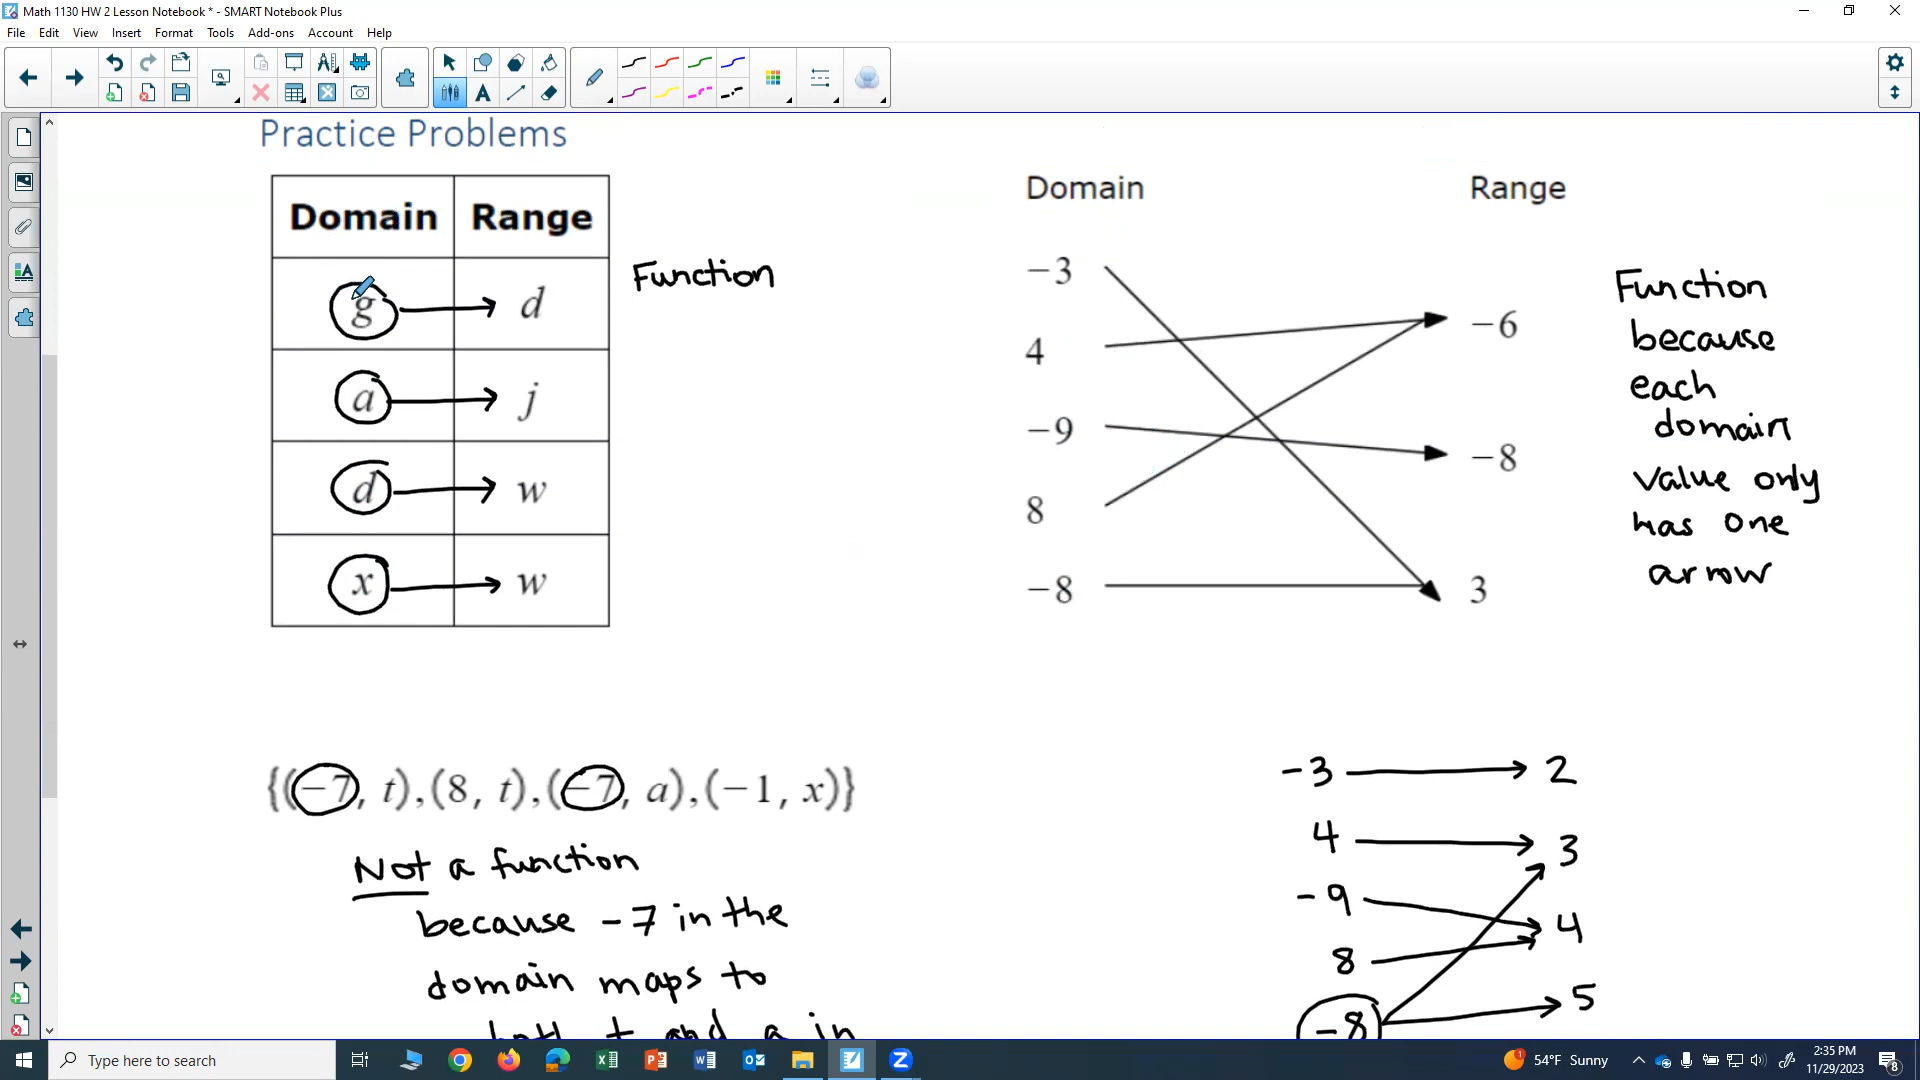 Math 1130 HW 2 Lesson Notebook * - SMART Notebook Plus
File Edit View Insert Format Tools Add-ons Account Help
Practice Problems
Domain Range
g d
a j
d w
x w
Function
Domain Range
−3
4
−9
8
−8
−6
−8
3
Function
because
each
domain
value only
has one
arrow
{(−7, t),(8, t),(−7, a),(−1, x)}
Not a function
because -7 in the
domain maps to
both t and a in
-3 2
4 3
-9 4
8
-8 5
Type here to search
54°F Sunny
2:35 PM
11/29/2023
8